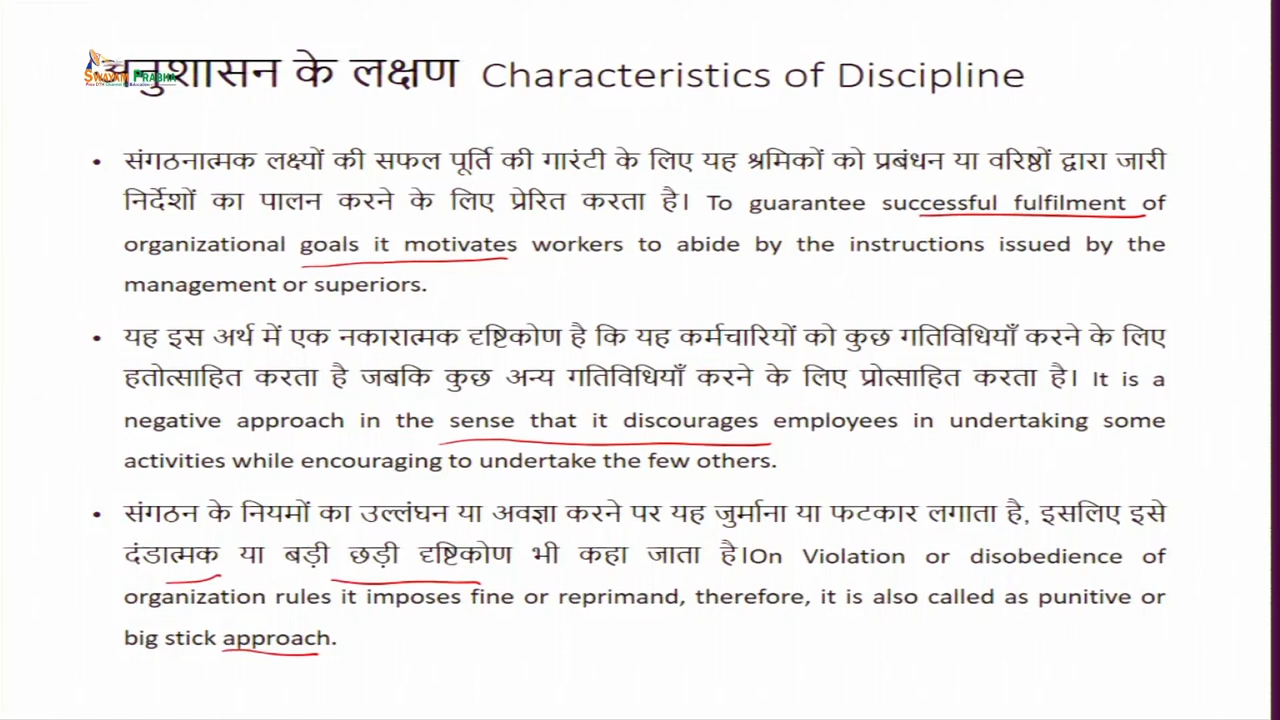 अनुशासन के लक्षण Characteristics of Discipline
SWAYAM PRABHA
• संगठनात्मक लक्ष्यों की सफल पूर्ति की गारंटी के लिए यह श्रमिकों को प्रबंधन या वरिष्ठों द्वारा जारी
निर्देशों का पालन करने के लिए प्रेरित करता है। To guarantee successful fulfilment of
organizational goals it motivates workers to abide by the instructions issued by the
management or superiors.
• यह इस अर्थ में एक नकारात्मक दृष्टिकोण है कि यह कर्मचारियों को कुछ गतिविधियाँ करने के लिए
हतोत्साहित करता है जबकि कुछ अन्य गतिविधियाँ करने के लिए प्रोत्साहित करता है। It is a
negative approach in the sense that it discourages employees in undertaking some
activities while encouraging to undertake the few others.
• संगठन के नियमों का उल्लंघन या अवज्ञा करने पर यह जुर्माना या फटकार लगाता है, इसलिए इसे
दंडात्मक या बड़ी छड़ी दृष्टिकोण भी कहा जाता है।On Violation or disobedience of
organization rules it imposes fine or reprimand, therefore, it is also called as punitive or
big stick approach.